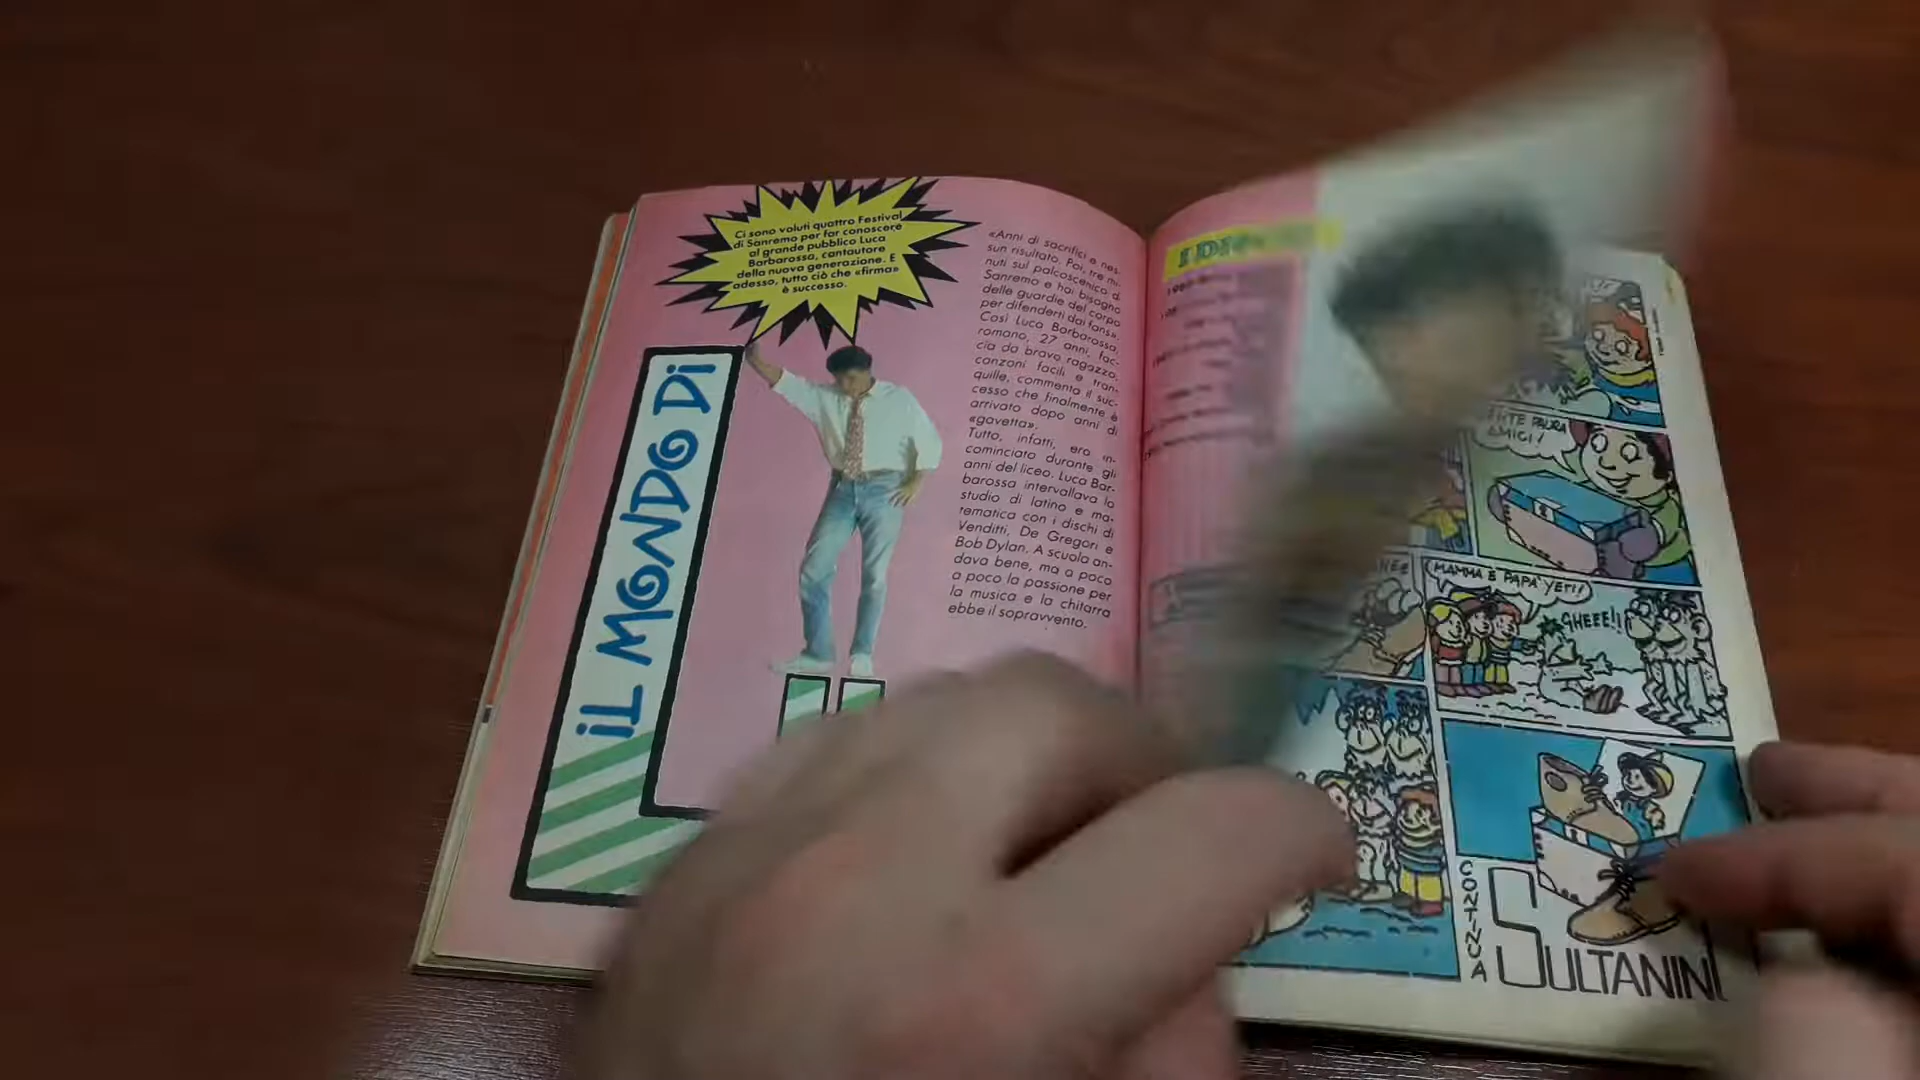 Ci sono voluti quattro Festival
di Sanremo per far conoscere
al grande pubblico Luca
Barbarossa, cantautore
della nuova generazione. E
adesso, tutto ciò che «firma»
è successo.
iL MONDO Di
«Anni di sacrifici e nes-
sun risultato. Poi, tre mi-
nuti sul palcoscenico di
Sanremo e hai bisogno
delle guardie del corpo
per difenderti dai fans».
Così Luca Barbarossa,
romano, 27 anni, fac-
cia da bravo ragazzo,
canzoni facili e tran-
quille, commenta il suc-
cesso che finalmente è
arrivato dopo anni di
«gavetta».
Tutto, infatti, era in-
cominciato durante gli
anni del liceo. Luca Bar-
barossa intervallava lo
studio di latino e ma-
tematica con i dischi di
Venditti, De Gregori e
Bob Dylan. A scuola an-
dava bene, ma a poco
a poco la passione per
la musica e la chitarra
ebbe il sopravvento.
I
PAURA
AMICI!
MAMMA E PAPA' YETI!
GHEEE!!
CONTINUA
SULTANIN